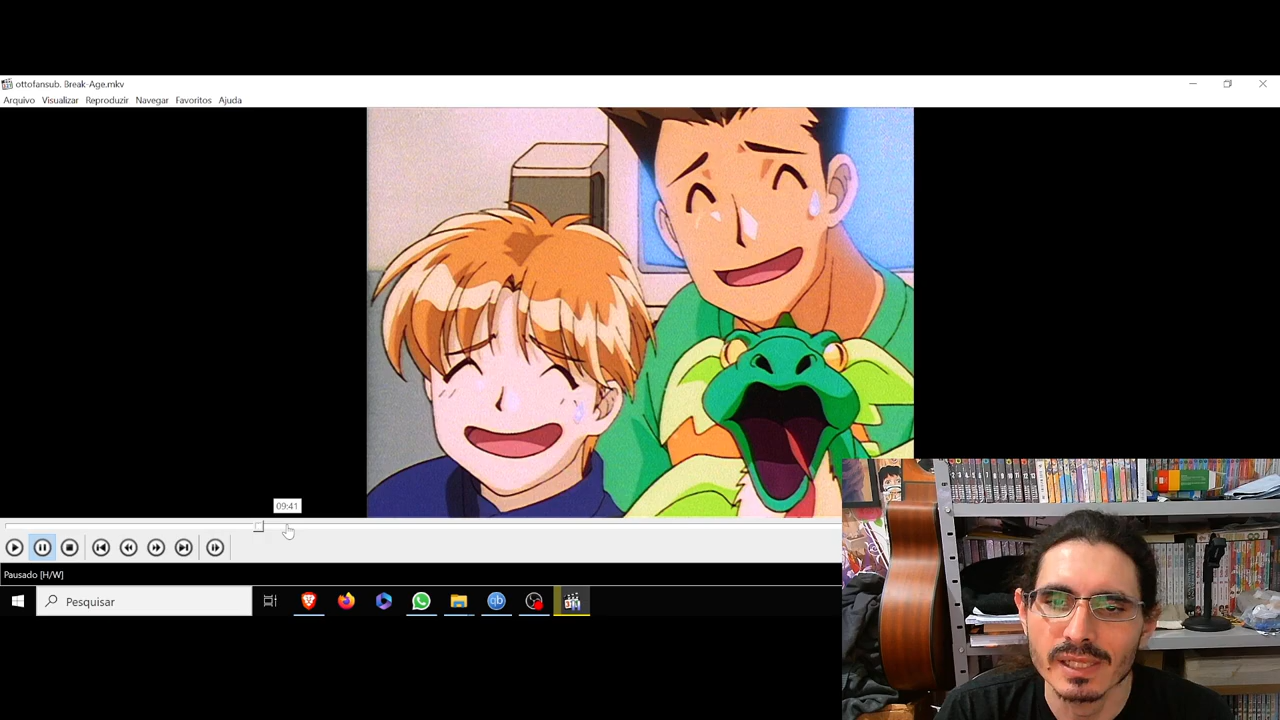 ottofansub. Break-Age.mkv
Arquivo Visualizar Reproduzir Navegar Favoritos Ajuda
09:41
Pausado [H/W]
Pesquisar